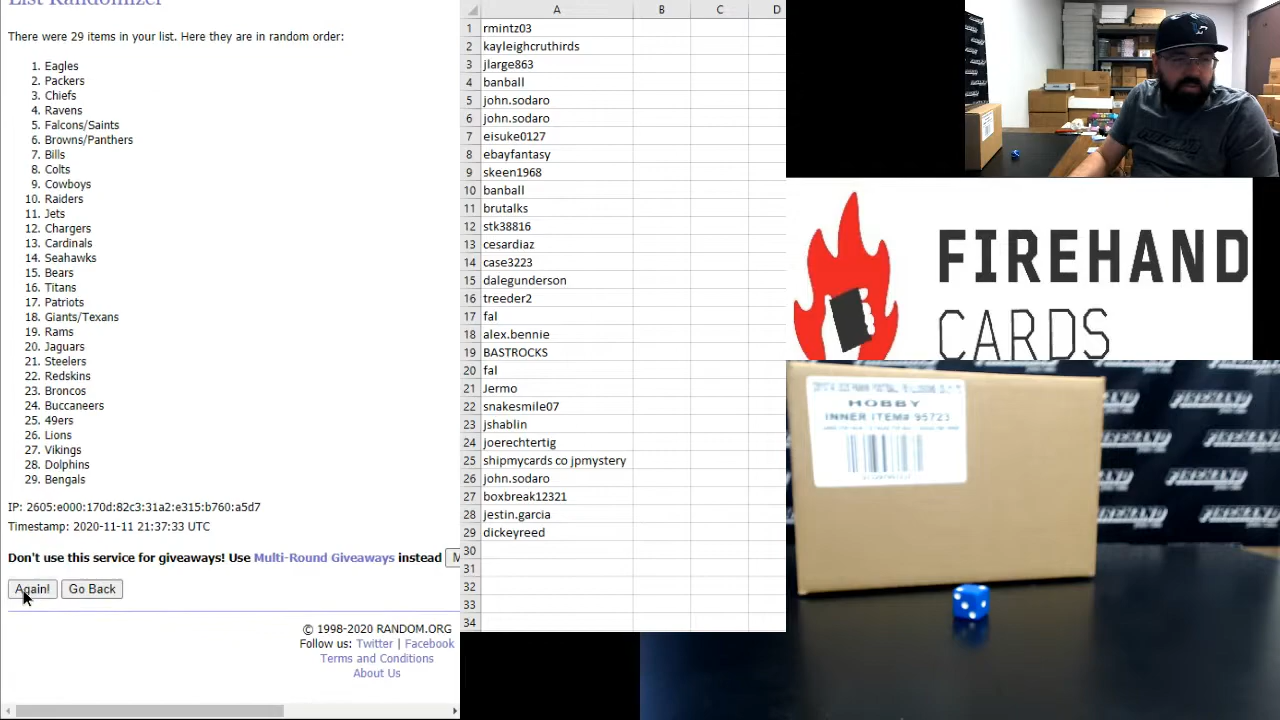 List Randomizer
There were 29 items in your list. Here they are in random order:
1. Eagles
2. Packers
3. Chiefs
4. Ravens
5. Falcons/Saints
6. Browns/Panthers
7. Bills
8. Colts
9. Cowboys
10. Raiders
11. Jets
12. Chargers
13. Cardinals
14. Seahawks
15. Bears
16. Titans
17. Patriots
18. Giants/Texans
19. Rams
20. Jaguars
21. Steelers
22. Redskins
23. Broncos
24. Buccaneers
25. 49ers
26. Lions
27. Vikings
28. Dolphins
29. Bengals
IP: 2605:e000:170d:82c3:31a2:e315:b760:a5d7
Timestamp: 2020-11-11 21:37:33 UTC
Don't use this service for giveaways! Use Multi-Round Giveaways instead
Again! Go Back
© 1998-2020 RANDOM.ORG
Follow us: Twitter | Facebook
Terms and Conditions
About Us
A B C D
1 rmintz03
2 kayleighcruthirds
3 jlarge863
4 banball
5 john.sodaro
6 john.sodaro
7 eisuke0127
8 ebayfantasy
9 skeen1968
10 banball
11 brutalks
12 stk38816
13 cesardiaz
14 case3223
15 dalegunderson
16 treeder2
17 fal
18 alex.bennie
19 BASTROCKS
20 fal
21 Jermo
22 snakesmile07
23 jshablin
24 joerechtertig
25 shipmycards co jpmystery
26 john.sodaro
27 boxbreak12321
28 jestin.garcia
29 dickeyreed
30
31
32
33
34
FIREHAND
CARDS
HOBBY
INNER ITEM# 95723